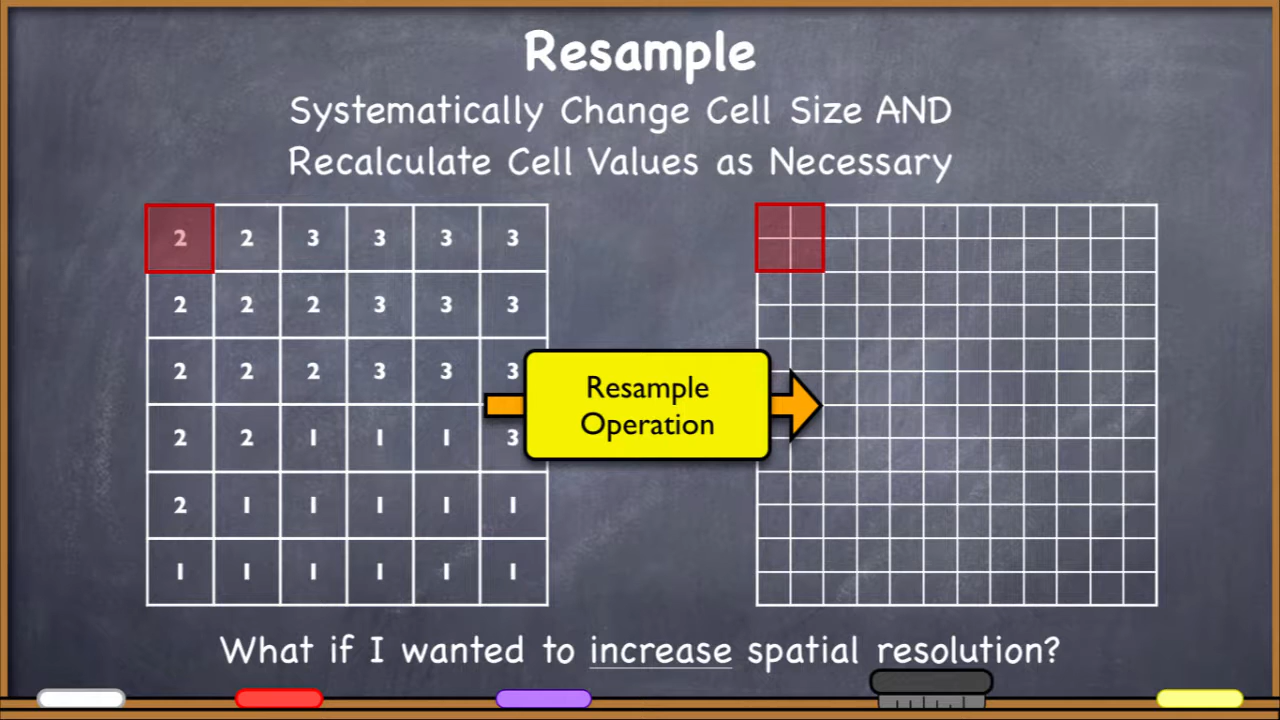 Resample
Systematically Change Cell Size AND
Recalculate Cell Values as Necessary
2 2 3 3 3 3
2 2 2 3 3 3
2 2 2 3 3 3
2 2 1 1 1 3
2 1 1 1 1 1
1 1 1 1 1 1
Resample
Operation
What if I wanted to increase spatial resolution?